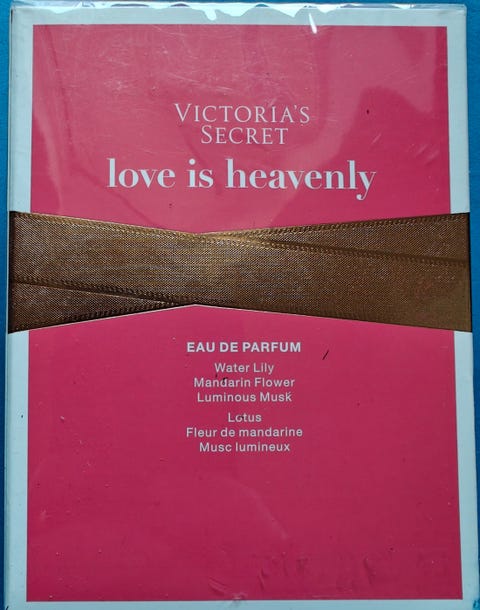 VICTORIA'S
SECRET
love is heavenly
EAU DE PARFUM
Water Lily
Mandarin Flower
Luminous Musk
Lotus
Fleur de mandarine
Musc lumineux